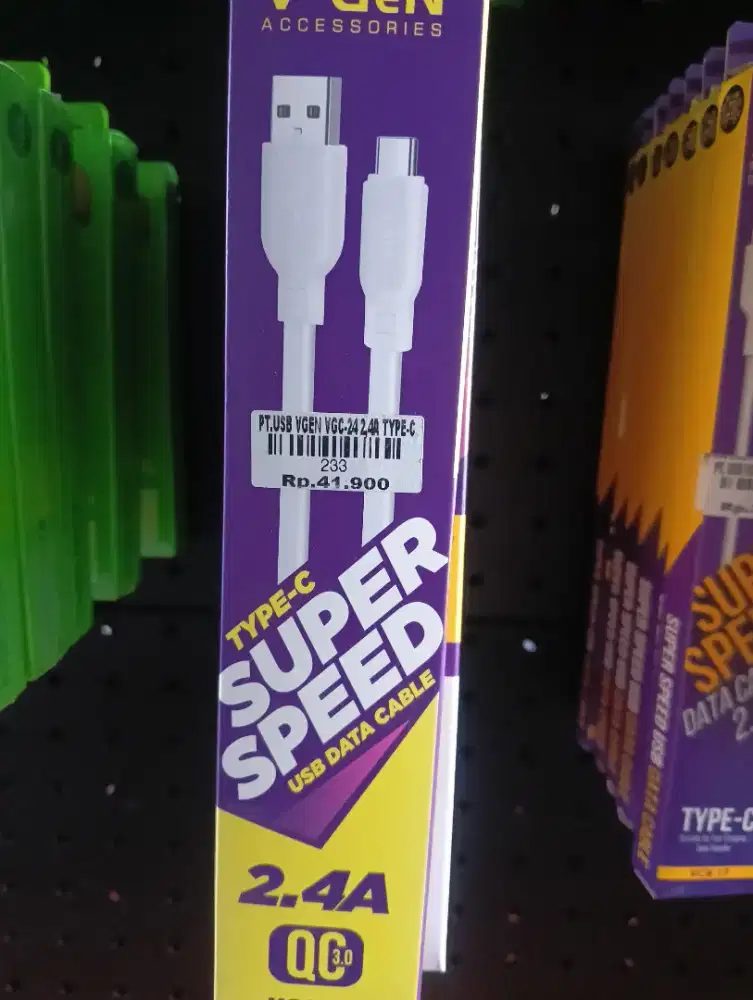 V-GEN
ACCESSORIES
PT.USB VGEN VGC-24 2,4A TYPE-C
233
Rp.41.900
TYPE-C
SUPER
SPEED
USB DATA CABLE
2.4A
QC 3.0
SUPER SPEED USB DATA CABLE
TYPE-C